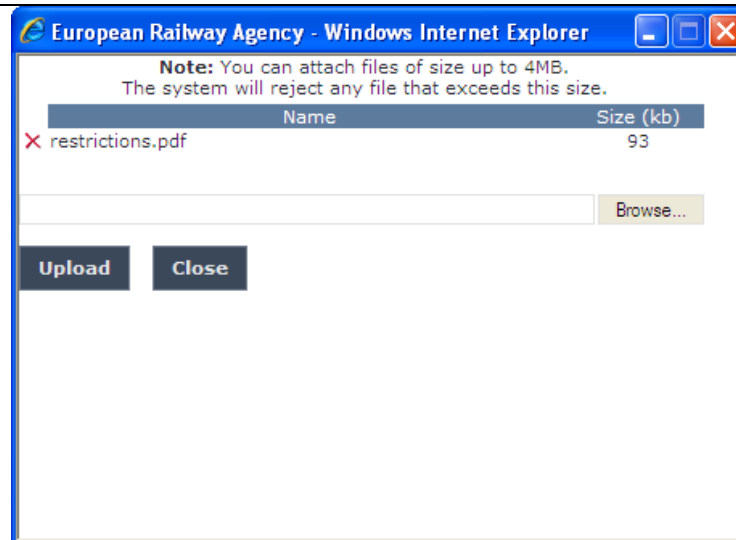 European Railway Agency - Windows Internet Explorer
Note: You can attach files of size up to 4MB.
The system will reject any file that exceeds this size.
Name Size (kb)
restrictions.pdf 93
Browse...
Upload Close